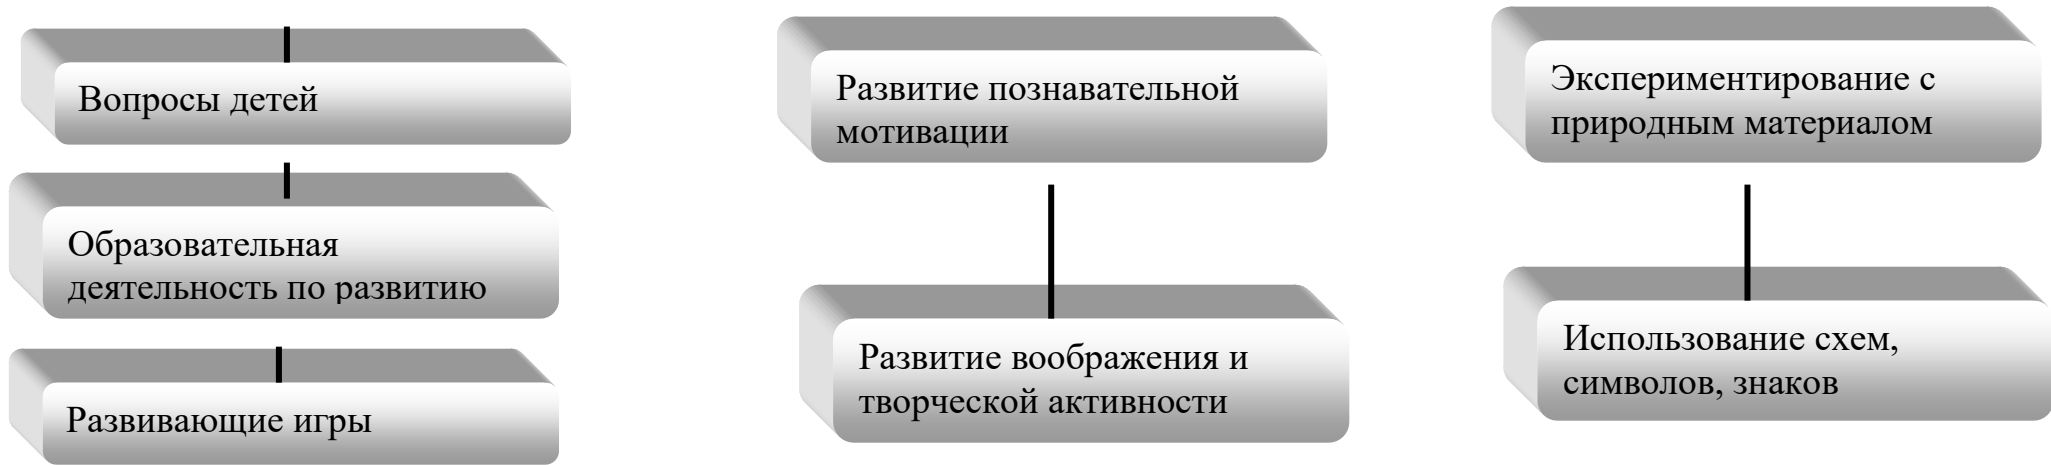 Вопросы детей
Образовательная
деятельность по развитию
Развивающие игры
Развитие познавательной
мотивации
Развитие воображения и
творческой активности
Экспериментирование с
природным материалом
Использование схем,
символов, знаков